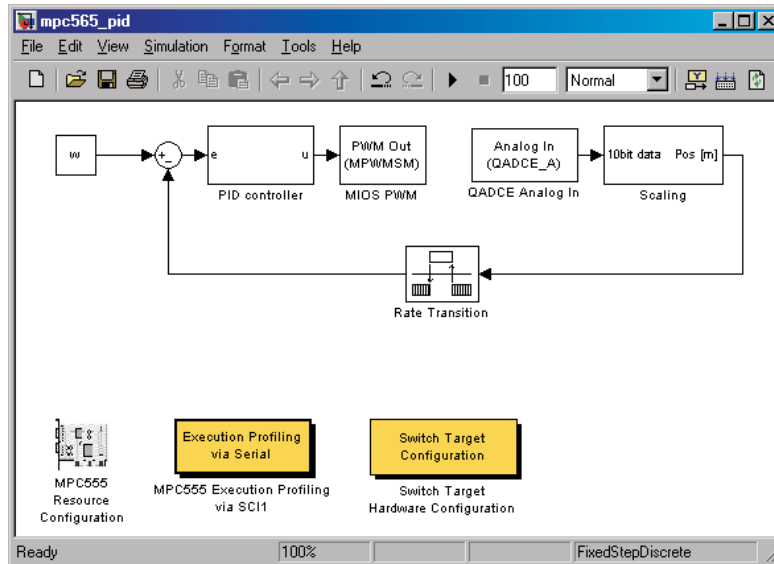 mpc565_pid
File Edit View Simulation Format Tools Help
100 Normal
w
+
-
e u
PID controller
PWM Out
(MPWMSM)
MIOS PWM
Analog In
(QADCE_A)
QADCE Analog In
10bit data Pos [m]
Scaling
Rate Transition
MPC555
Resource
Configuration
Execution Profiling
via Serial
MPC555 Execution Profiling
via SCI1
Switch Target
Configuration
Switch Target
Hardware Configuration
Ready 100% FixedStepDiscrete